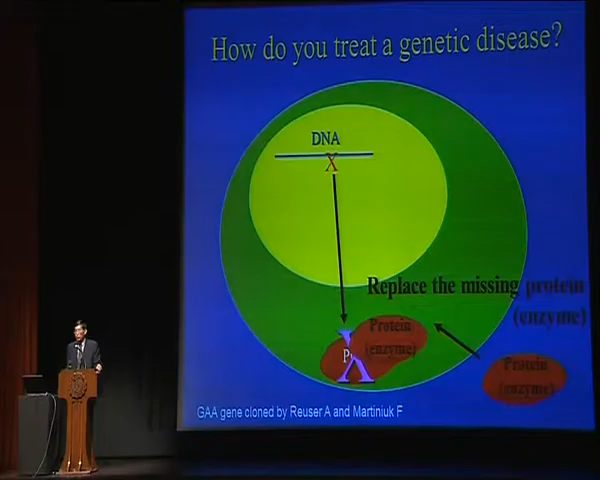 How do you treat a genetic disease?
DNA
X
Replace the missing protein
(enzyme)
Protein
(enzyme)
P
X
Protein
(enzyme)
GAA gene cloned by Reuser A and Martiniuk F